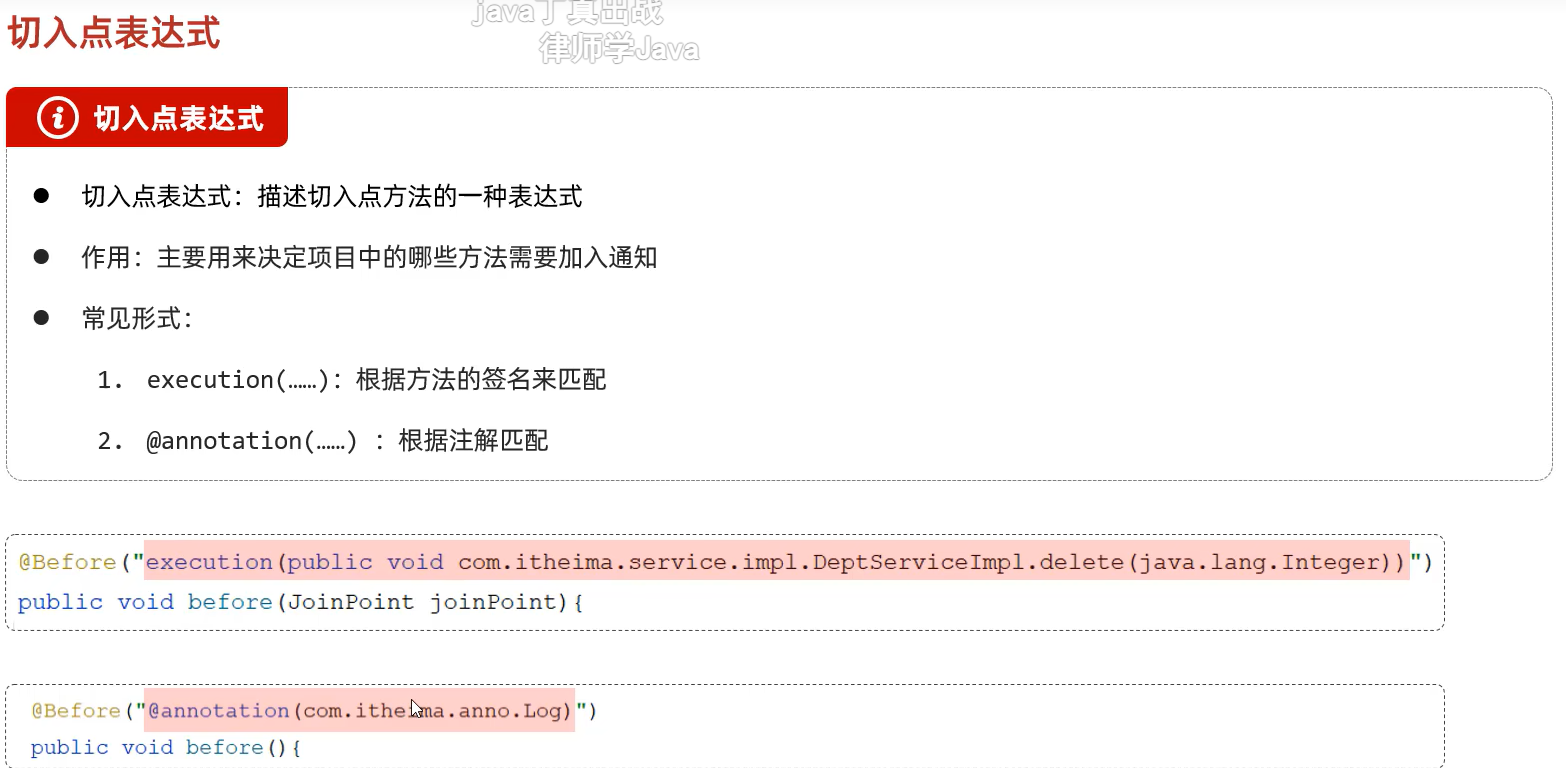 java丁真出战
切入点表达式
律师学Java
切入点表达式
切入点表达式：描述切入点方法的一种表达式
作用：主要用来决定项目中的哪些方法需要加入通知
常见形式：
1. execution(……)：根据方法的签名来匹配
2. @annotation(……) ：根据注解匹配
@Before("execution(public void com.itheima.service.impl.DeptServiceImpl.delete(java.lang.Integer))")
public void before(JoinPoint joinPoint){
@Before("@annotation(com.itheima.anno.Log)")
public void before(){